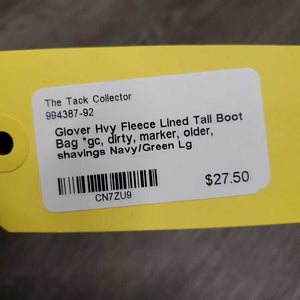 The Tack Collector
994387-92
Glover Hvy Fleece Lined Tall Boot
Bag *gc, dirty, marker, older,
shavings Navy/Green Lg
$27.50
CN7ZU9